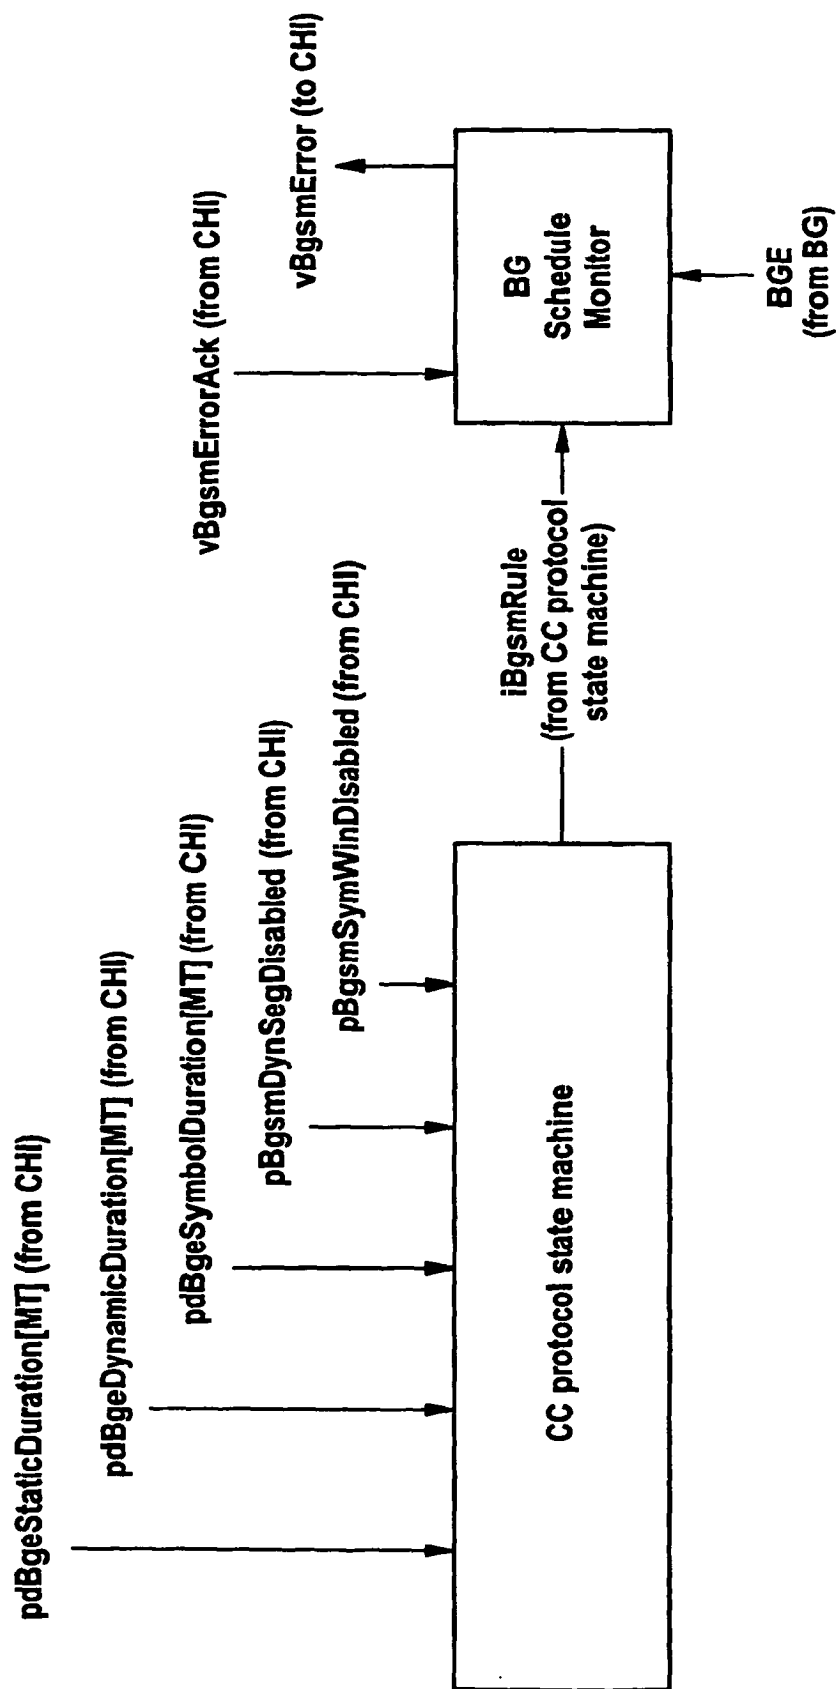 pdBgeStaticDuration[MT] (from CHI)
pdBgeDynamicDuration[MT] (from CHI)
pdBgeSymbolDuration[MT] (from CHI)
pBgsmDynSegDisabled (from CHI)
pBgsmSymWinDisabled (from CHI)
vBgsmErrorAck (from CHI)
vBgsmError (to CHI)
CC protocol state machine
iBgsmRule
(from CC protocol
state machine)
BG
Schedule
Monitor
BGE
(from BG)